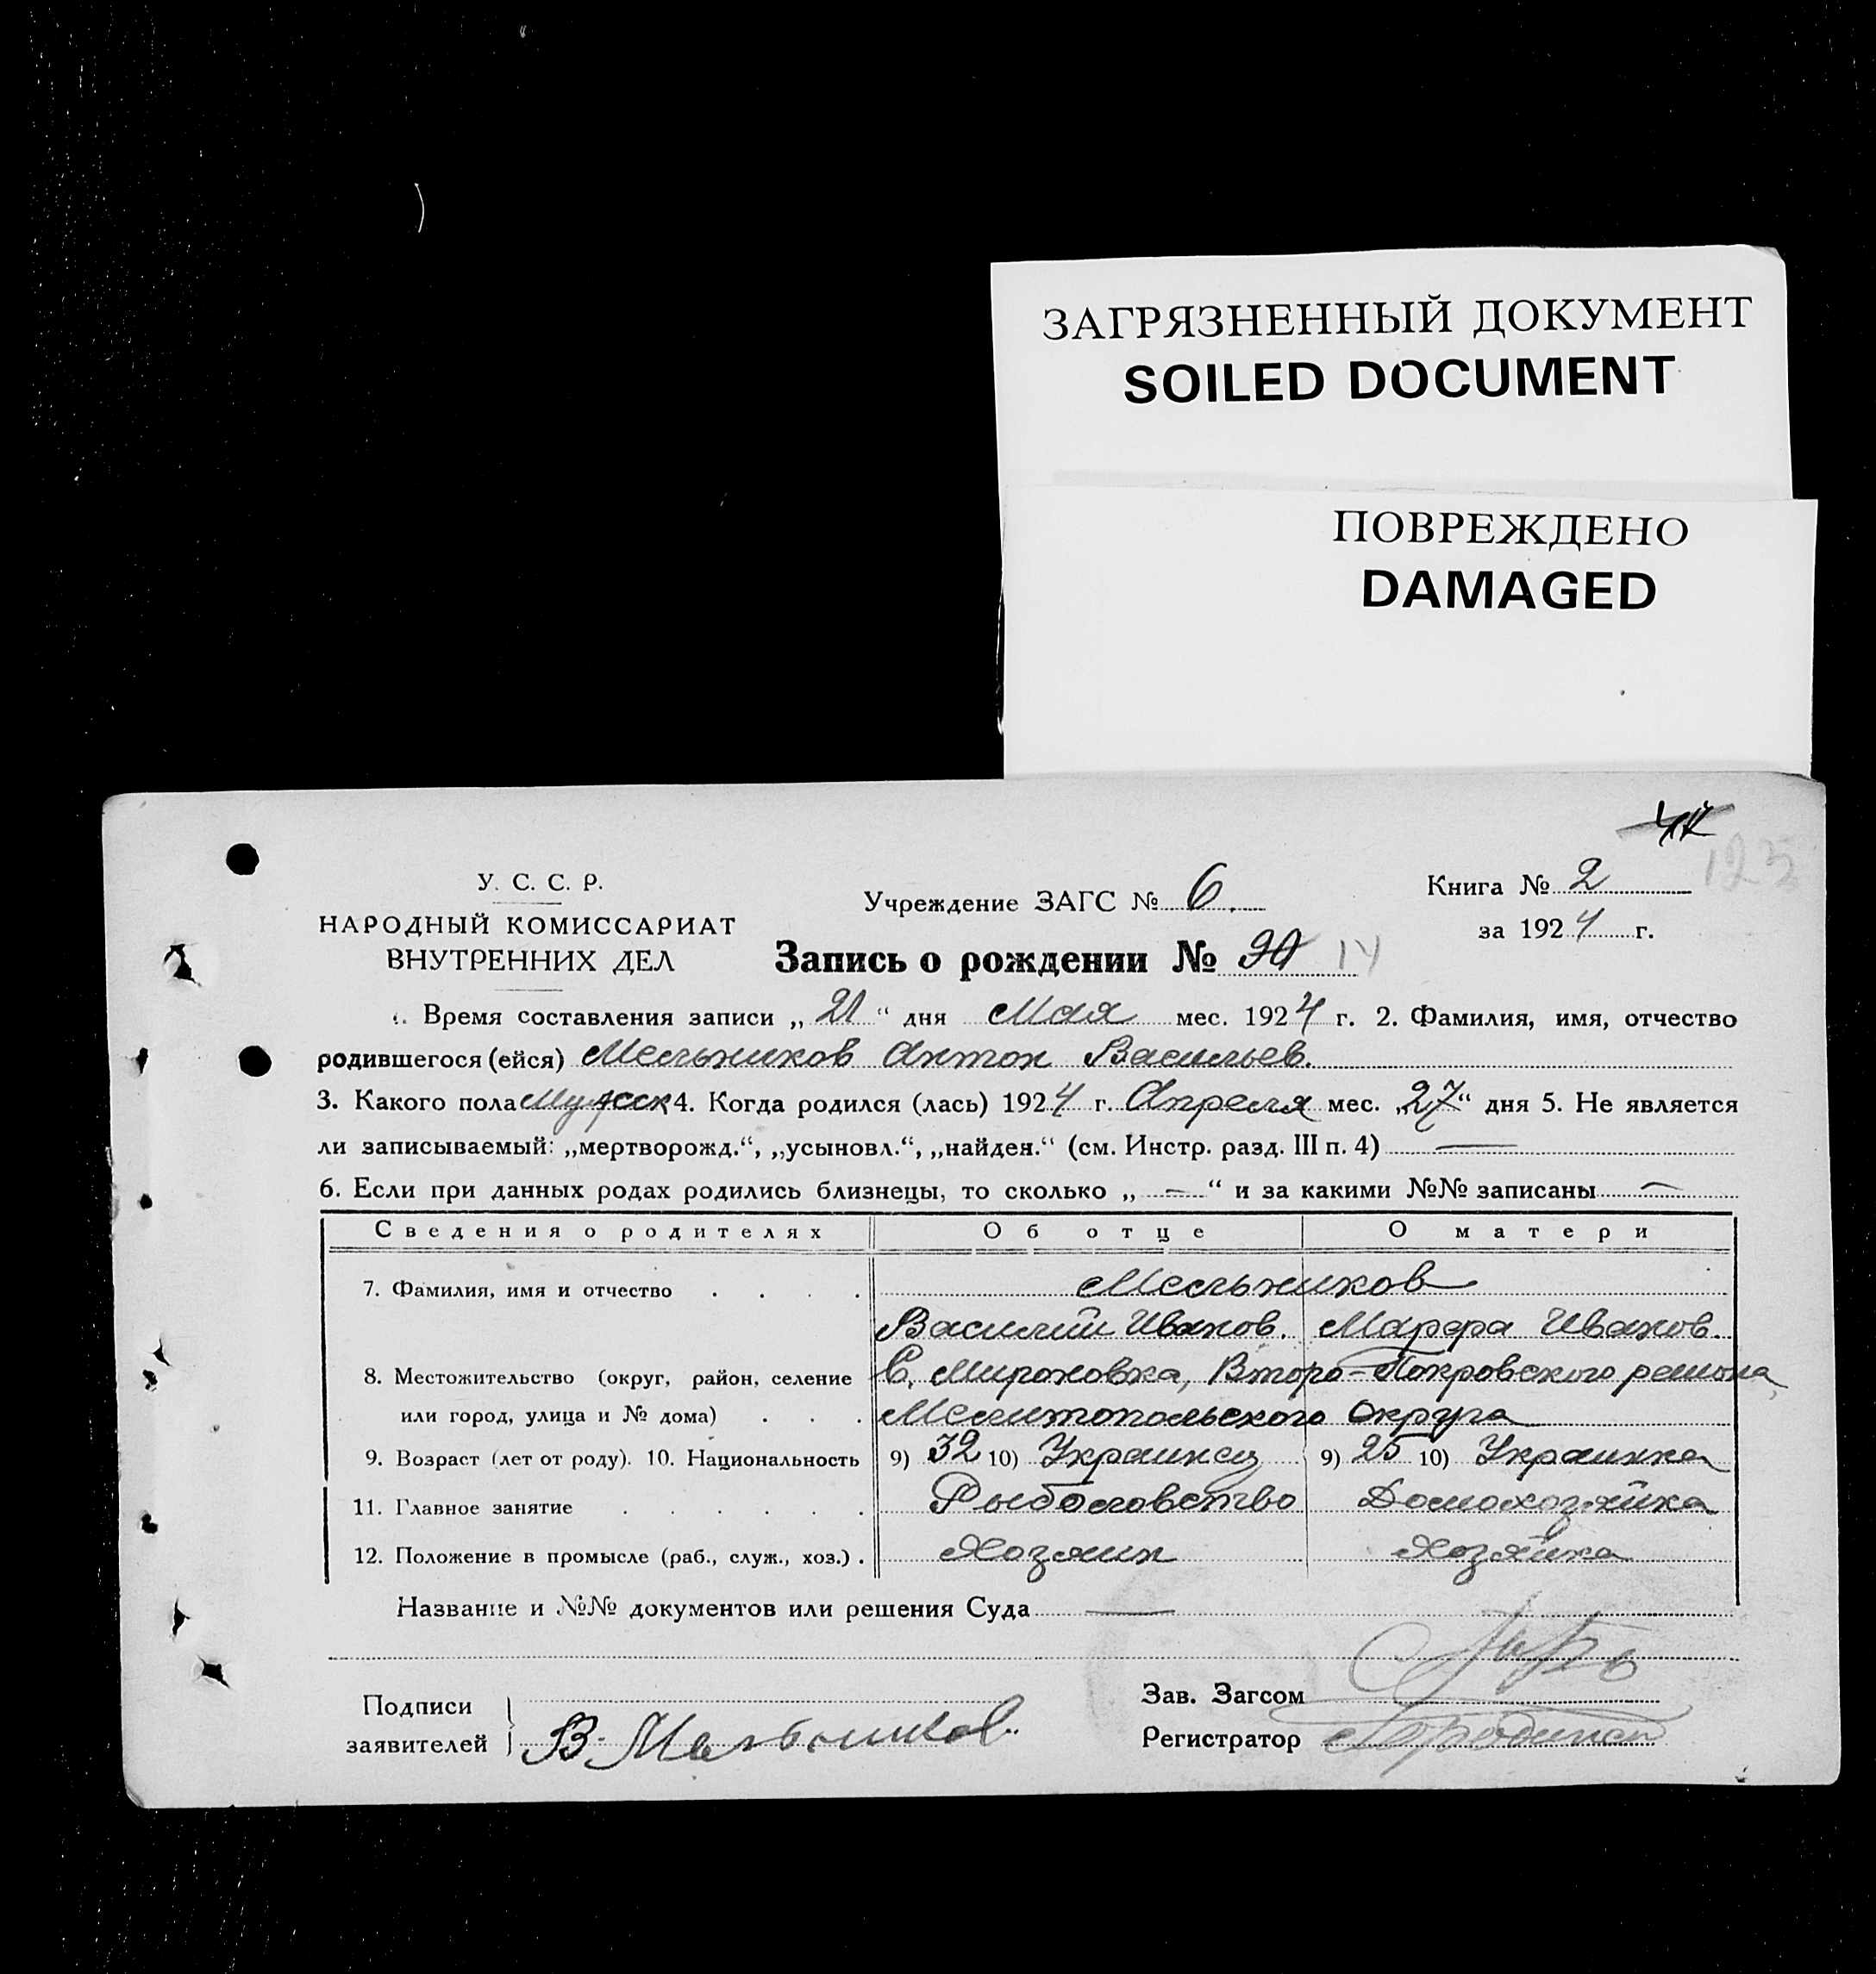 ЗАГРЯЗНЕННЫЙ ДОКУМЕНТ
SOILED DOCUMENT
ПОВРЕЖДЕНО
DAMAGED
У. С. С. Р.
НАРОДНЫЙ КОМИССАРИАТ
ВНУТРЕННИХ ДЕЛ
Учреждение ЗАГС № 6.
Книга № 2
за 1924 г.
Запись о рождении № 14
Время составления записи „21“ дня Мая мес. 1924 г. 2. Фамилия, имя, отчество
родившегося (ейся) Мельников Антон Васильев.
3. Какого пола Мужск 4. Когда родился (лась) 1924 г. Апреля мес. „27“ дня 5. Не является
ли записываемый: „мертворожд.“, „усыновл.“, „найден.“ (см. Инстр. разд. III п. 4) —
6. Если при данных родах родились близнецы, то сколько „—“ и за какими №№ записаны —
Сведения о родителях Об отце О матери
7. Фамилия, имя и отчество . . . . Мельников
Василий Иванов. Марфа Иванов.
8. Местожительство (округ, район, селение С. Мироновка, Второ-Покровского района,
или город, улица и № дома) . . . Мелитопольского Округа
9. Возраст (лет от роду). 10. Национальность 9) 32 10) Украинец 9) 25 10) Украинка
11. Главное занятие . . . . . . Рыболовство Домохозяйка
12. Положение в промысле (раб., служ., хоз.) . Хозяин Хозяйка
Название и №№ документов или решения Суда —
Подписи
заявителей В. Мельников.
Зав. Загсом
Регистратор